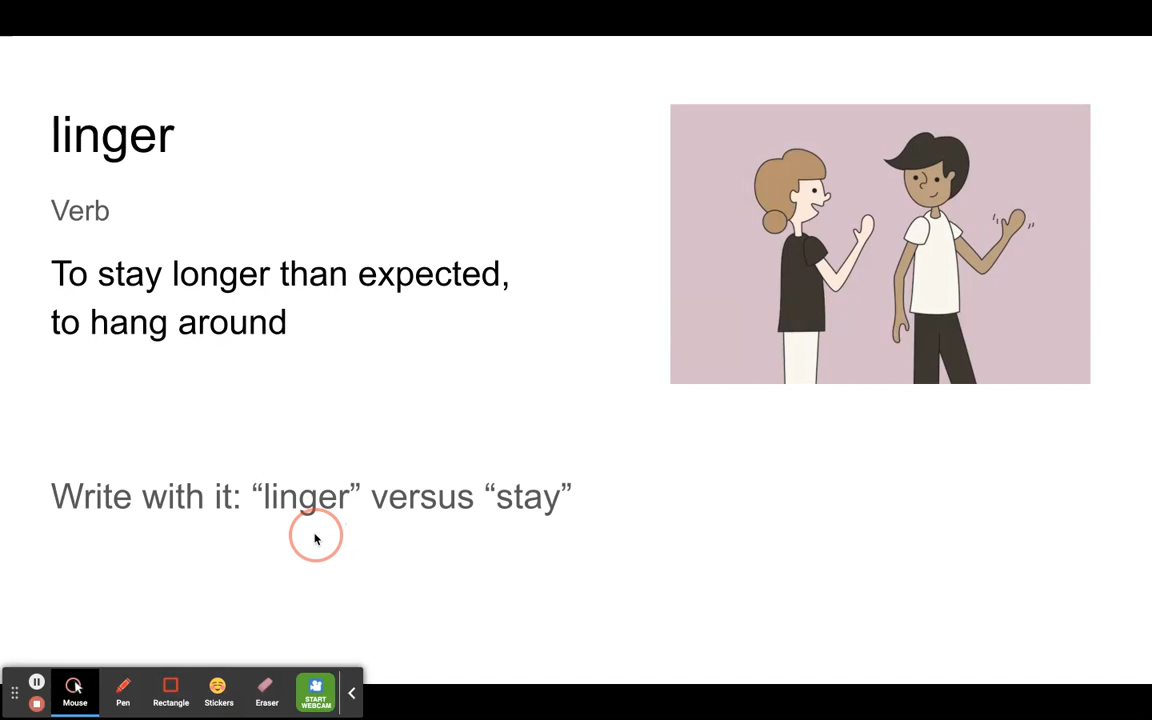 linger
Verb
To stay longer than expected,
to hang around
Write with it: “linger” versus “stay”
Mouse
Pen
Rectangle
Stickers
Eraser
START
WEBCAM